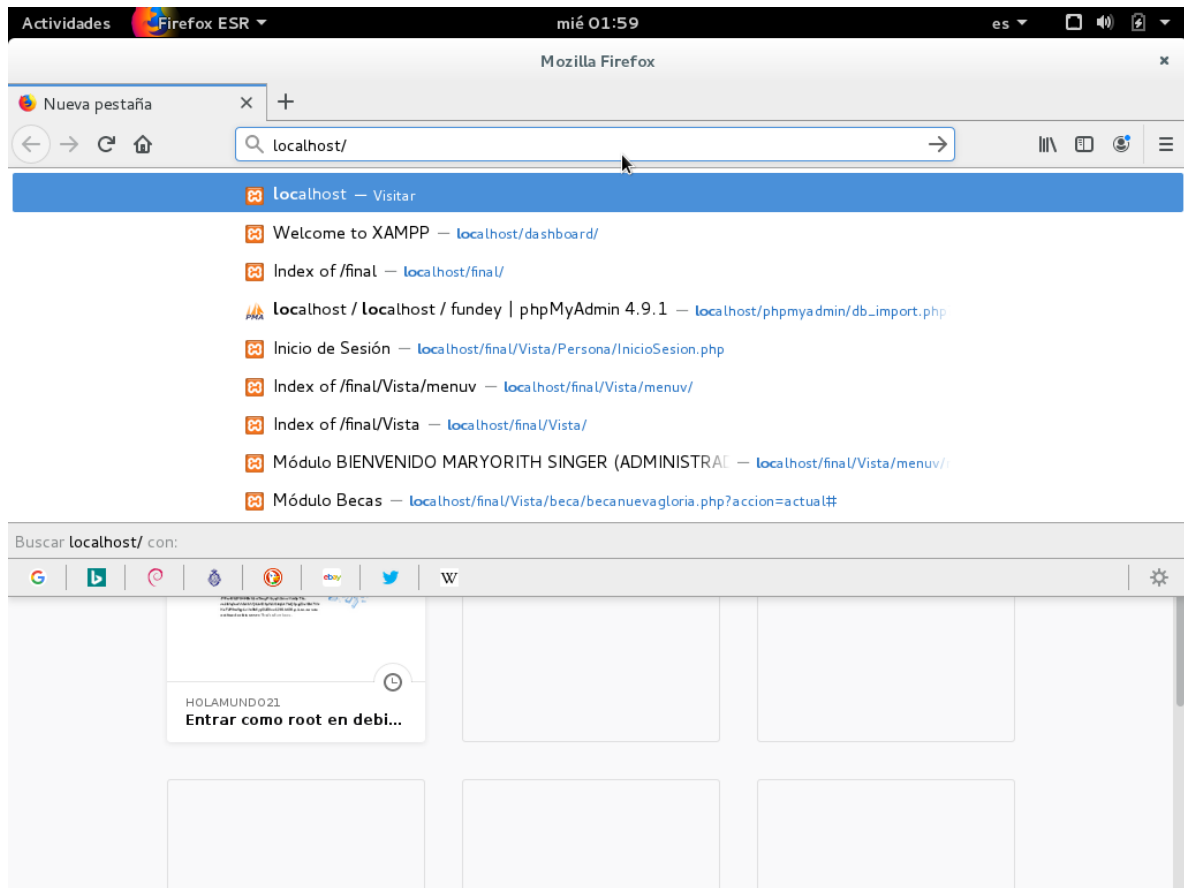 Actividades Firefox ESR mié 01:59 es
Mozilla Firefox
Nueva pestaña
localhost/
localhost — Visitar
Welcome to XAMPP — localhost/dashboard/
Index of /final — localhost/final/
localhost / localhost / fundey | phpMyAdmin 4.9.1 — localhost/phpmyadmin/db_import.php
Inicio de Sesión — localhost/final/Vista/Persona/InicioSesion.php
Index of /final/Vista/menuv — localhost/final/Vista/menuv/
Index of /final/Vista — localhost/final/Vista/
Módulo BIENVENIDO MARYORITH SINGER (ADMINISTRAD — localhost/final/Vista/menuv/
Módulo Becas — localhost/final/Vista/beca/becanuevagloria.php?accion=actual#
Buscar localhost/ con:
G b ebay W
HOLAMUNDO21
Entrar como root en debi...